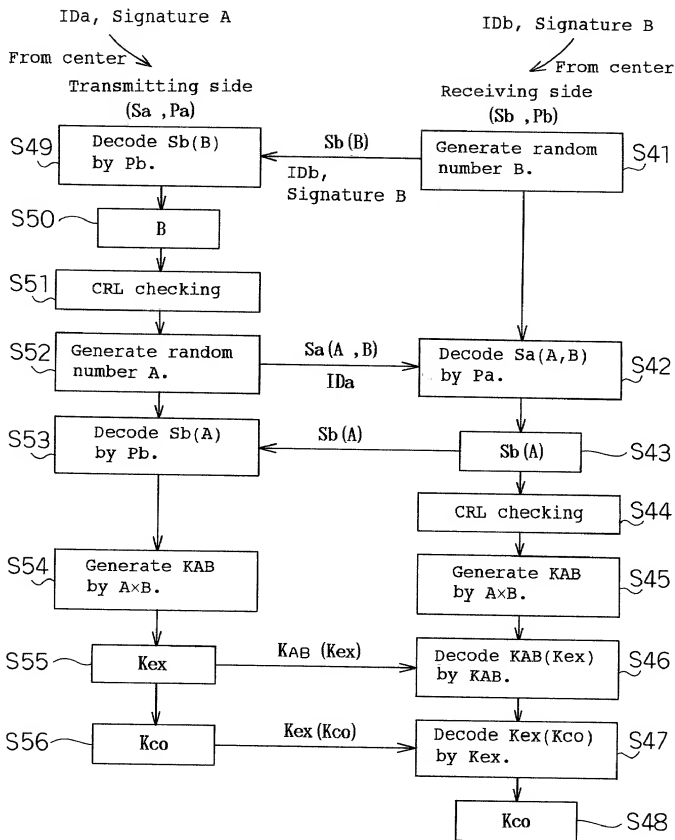 IDa, Signature A
IDb, Signature B
From center
From center
Transmitting side
(Sa ,Pa)
Receiving side
(Sb ,Pb)
S49
Decode Sb(B)
by Pb.
Sb(B)
IDb,
Signature B
Generate random
number B.
S41
S50
B
S51
CRL checking
S52
Generate random
number A.
Sa(A ,B)
IDa
Decode Sa(A,B)
by Pa.
S42
S53
Decode Sb(A)
by Pb.
Sb(A)
Sb(A)
S43
CRL checking
S44
S54
Generate KAB
by A×B.
Generate KAB
by A×B.
S45
S55
Kex
KAB (Kex)
Decode KAB(Kex)
by KAB.
S46
S56
Kco
Kex(Kco)
Decode Kex(Kco)
by Kex.
S47
Kco
S48